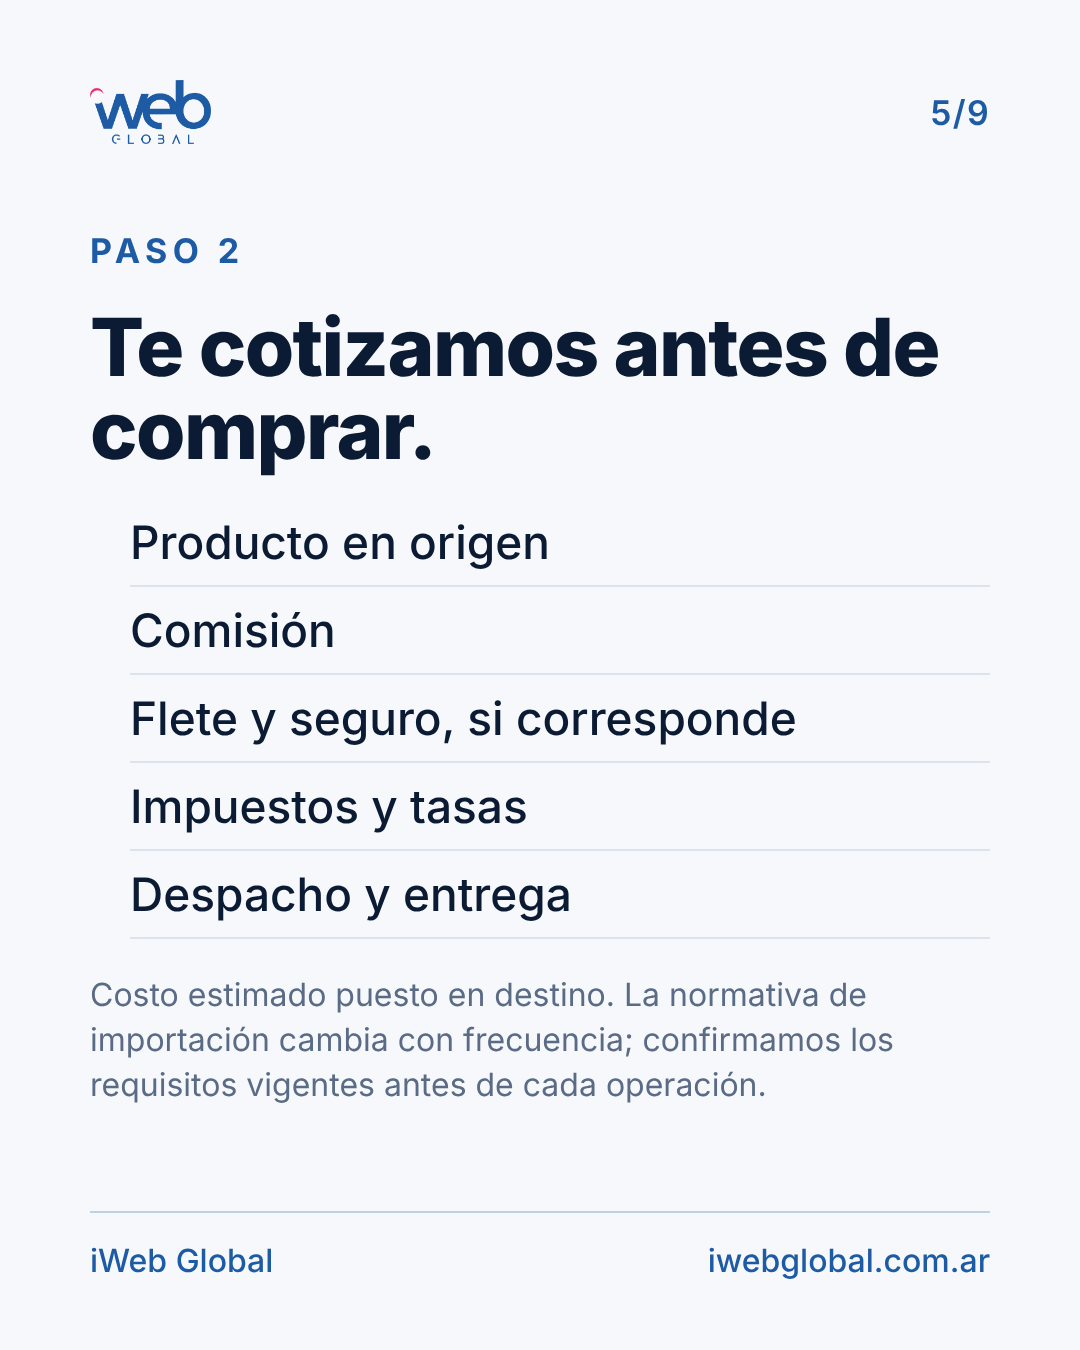 iweb
GLOBAL
5/9
PASO 2
Te cotizamos antes de
comprar.
Producto en origen
Comisión
Flete y seguro, si corresponde
Impuestos y tasas
Despacho y entrega
Costo estimado puesto en destino. La normativa de
importación cambia con frecuencia; confirmamos los
requisitos vigentes antes de cada operación.
iWeb Global
iwebglobal.com.ar